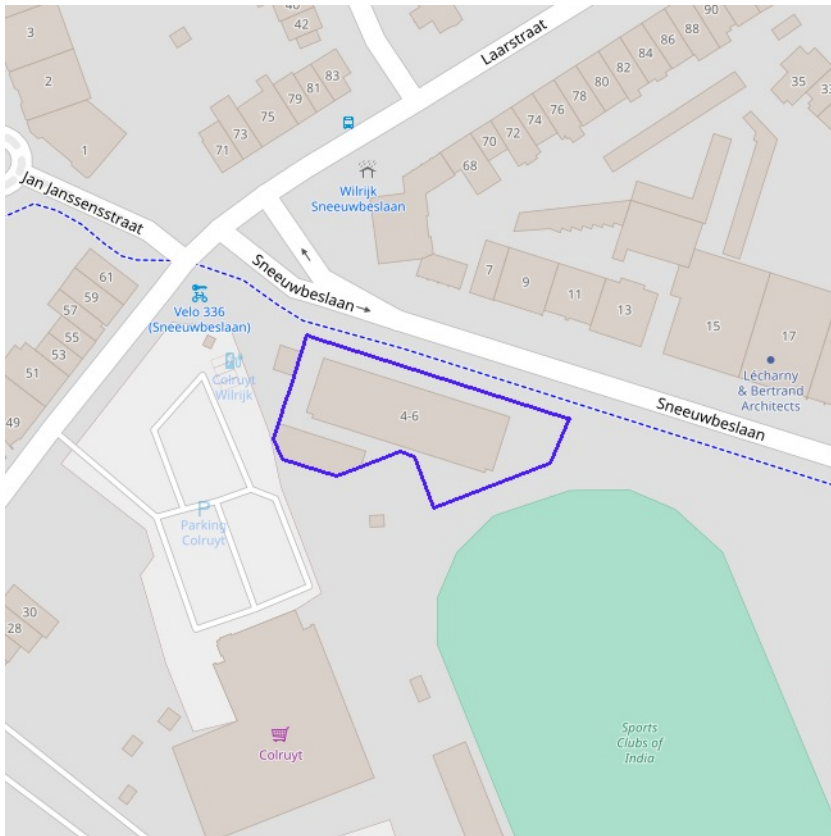 3
2
1
40
42
83
81
79
75
73
71
Laarstraat
90
88
86
84
82
80
78
76
74
72
70
68
35
33
Jan Janssensstraat
Wilrijk
Sneeuwbeslaan
Sneeuwbeslaan
61
59
57
55
53
51
49
Velo 336
(Sneeuwbeslaan)
7
9
11
13
15
17
Colruyt
Wilrijk
4-6
Lécharny
& Bertrand
Architects
Sneeuwbeslaan
P
Parking
Colruyt
30
28
Colruyt
Sports
Clubs of
India